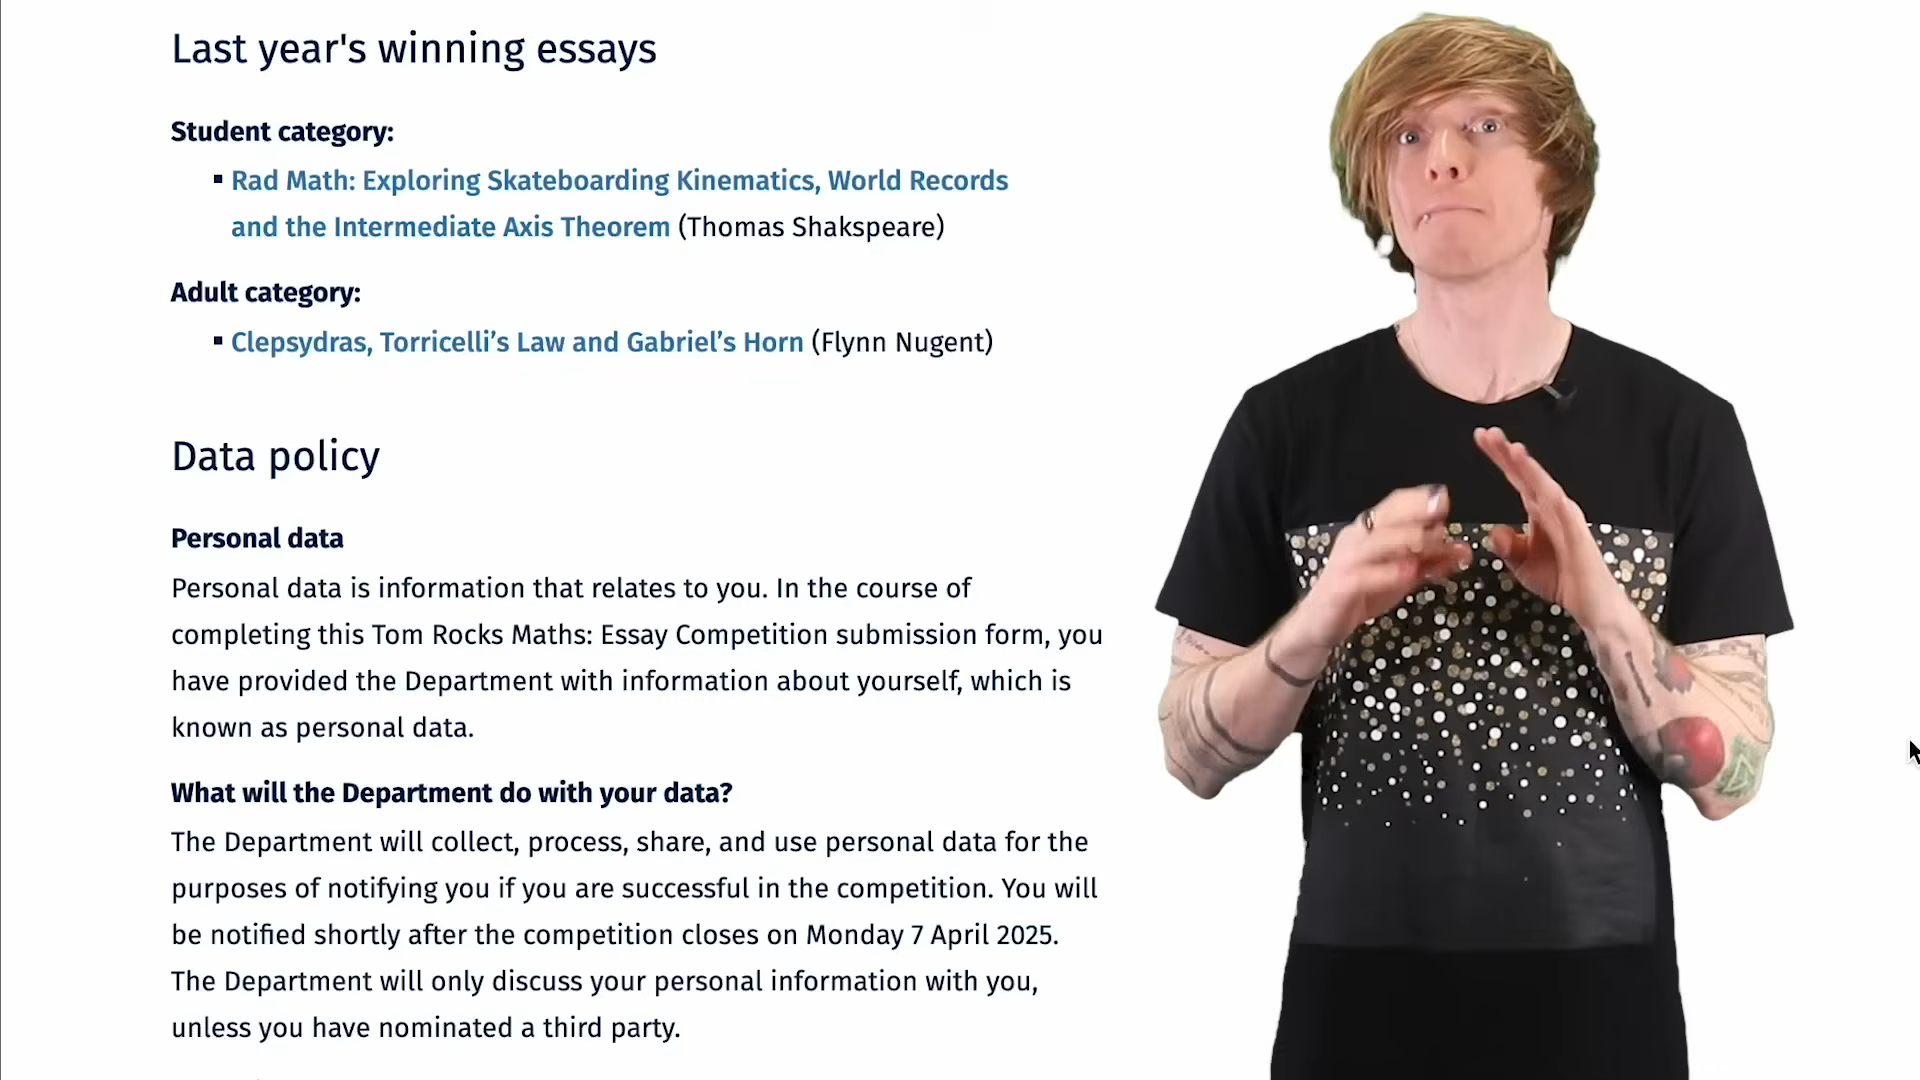 Last year's winning essays
Student category:
▪ Rad Math: Exploring Skateboarding Kinematics, World Records
and the Intermediate Axis Theorem (Thomas Shakspeare)
Adult category:
▪ Clepsydras, Torricelli’s Law and Gabriel’s Horn (Flynn Nugent)
Data policy
Personal data
Personal data is information that relates to you. In the course of
completing this Tom Rocks Maths: Essay Competition submission form, you
have provided the Department with information about yourself, which is
known as personal data.
What will the Department do with your data?
The Department will collect, process, share, and use personal data for the
purposes of notifying you if you are successful in the competition. You will
be notified shortly after the competition closes on Monday 7 April 2025.
The Department will only discuss your personal information with you,
unless you have nominated a third party.